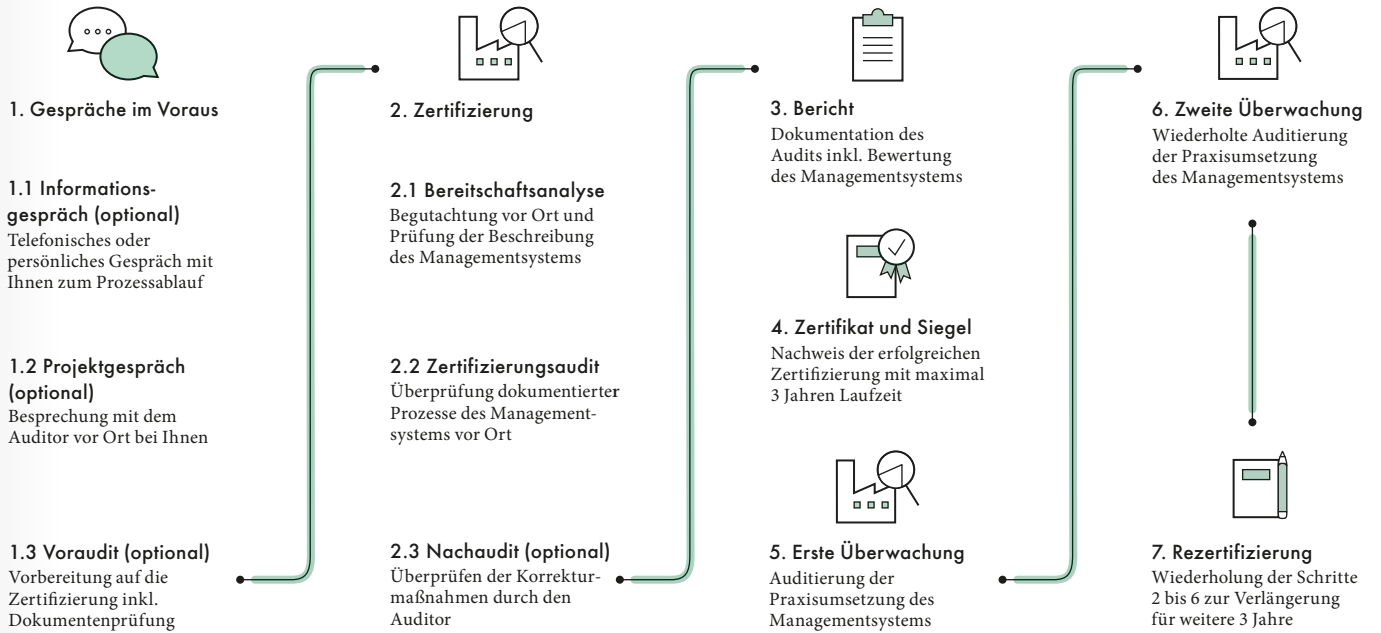 1. Gespräche im Voraus
1.1 Informations-
gespräch (optional)
Telefonisches oder
persönliches Gespräch mit
Ihnen zum Prozessablauf
1.2 Projektgespräch
(optional)
Besprechung mit dem
Auditor vor Ort bei Ihnen
1.3 Voraudit (optional)
Vorbereitung auf die
Zertifizierung inkl.
Dokumentenprüfung
2. Zertifizierung
2.1 Bereitschaftsanalyse
Begutachtung vor Ort und
Prüfung der Beschreibung
des Managementsystems
2.2 Zertifizierungsaudit
Überprüfung dokumentierter
Prozesse des Management-
systems vor Ort
2.3 Nachaudit (optional)
Überprüfen der Korrektur-
maßnahmen durch den
Auditor
3. Bericht
Dokumentation des
Audits inkl. Bewertung
des Managementsystems
4. Zertifikat und Siegel
Nachweis der erfolgreichen
Zertifizierung mit maximal
3 Jahren Laufzeit
5. Erste Überwachung
Auditierung der
Praxisumsetzung des
Managementsystems
6. Zweite Überwachung
Wiederholte Auditierung
der Praxisumsetzung
des Managementsystems
7. Rezertifizierung
Wiederholung der Schritte
2 bis 6 zur Verlängerung
für weitere 3 Jahre